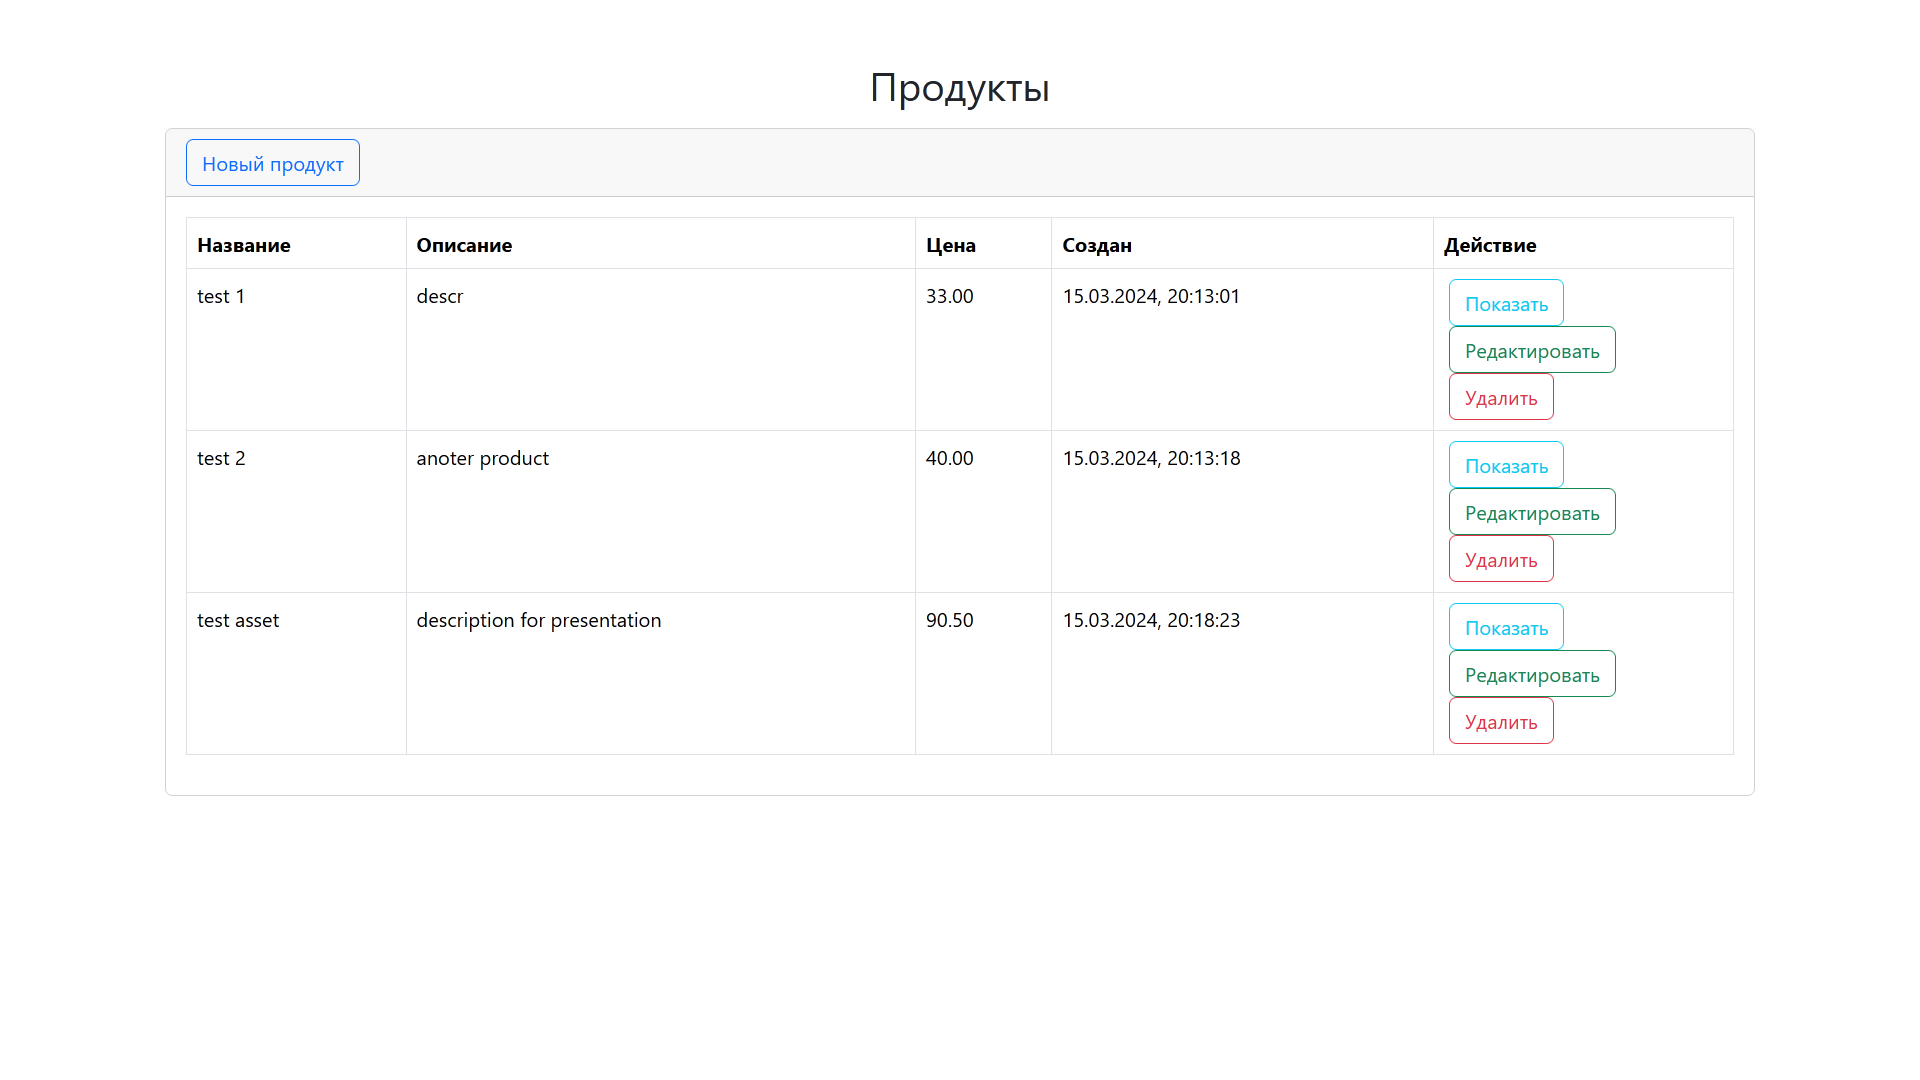 Продукты
Новый продукт
Название Описание Цена Создан Действие
test 1 descr 33.00 15.03.2024, 20:13:01 Показать
Редактировать
Удалить
test 2 anoter product 40.00 15.03.2024, 20:13:18 Показать
Редактировать
Удалить
test asset description for presentation 90.50 15.03.2024, 20:18:23 Показать
Редактировать
Удалить